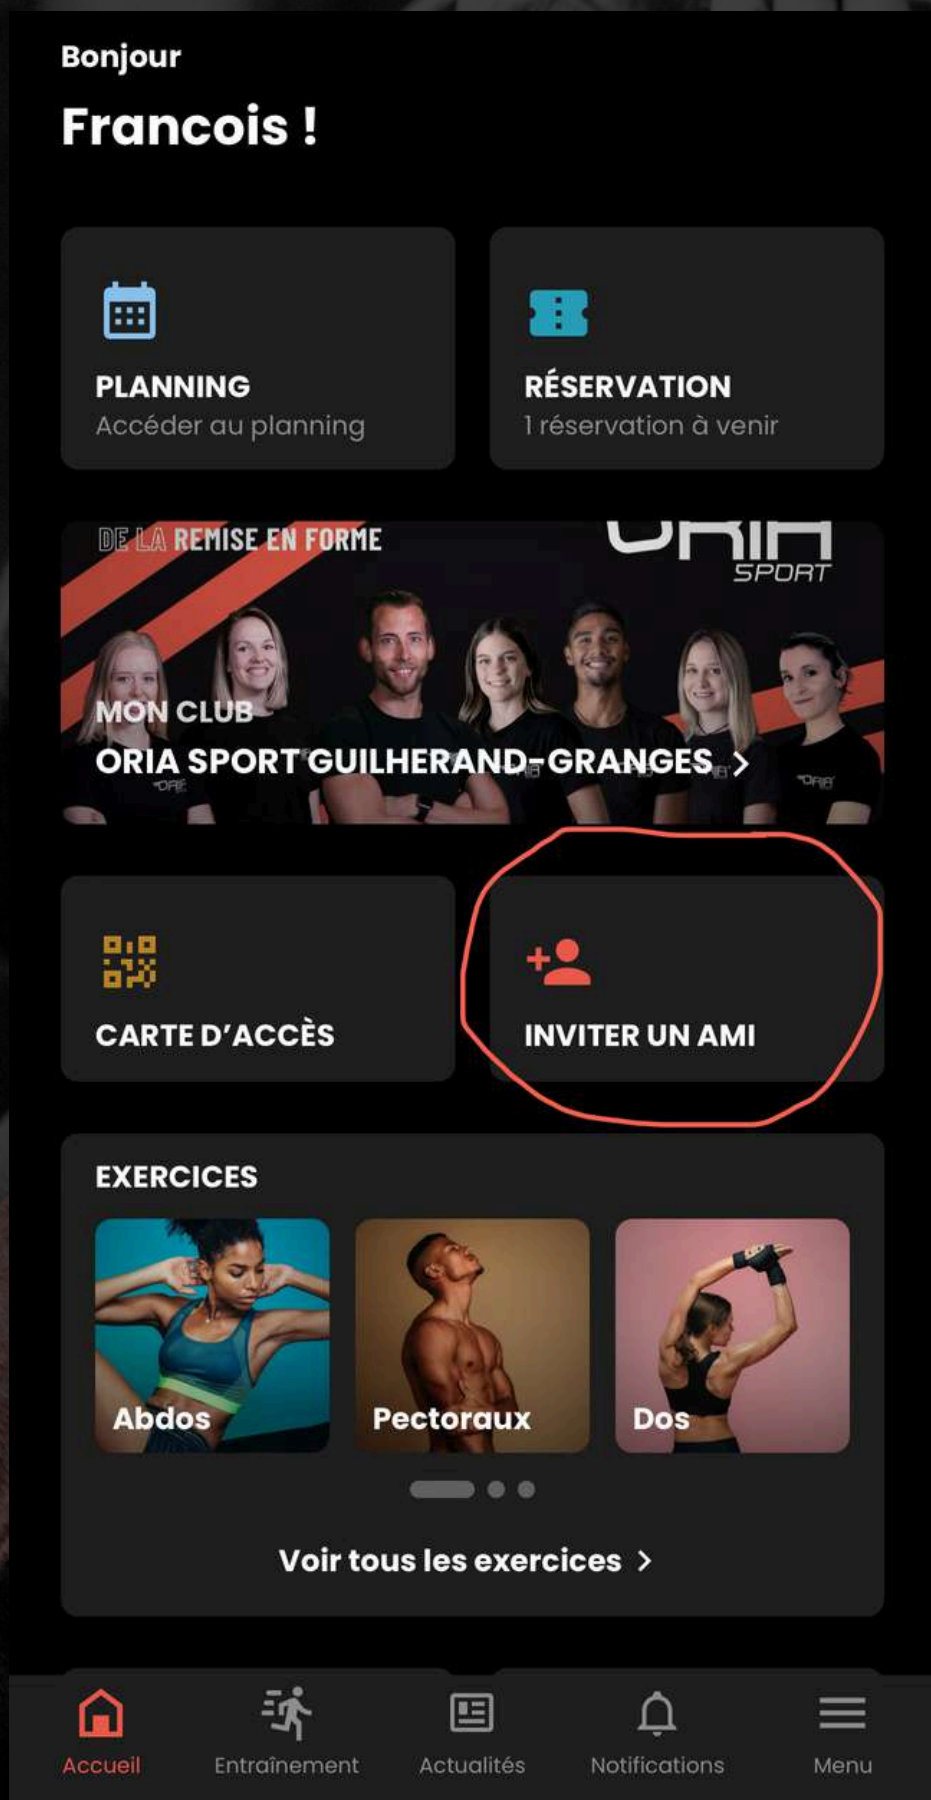 Bonjour
Francois !
PLANNING
Accéder au planning
RÉSERVATION
1 réservation à venir
DE LA REMISE EN FORME
ORIA
SPORT
MON CLUB
ORIA SPORT GUILHERAND-GRANGES
CARTE D’ACCÈS
INVITER UN AMI
EXERCICES
Abdos
Pectoraux
Dos
Voir tous les exercices
Accueil
Entraînement
Actualités
Notifications
Menu